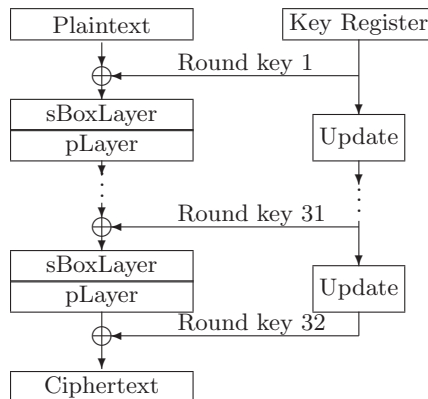 Plaintext
Key Register
Round key 1
sBoxLayer
pLayer
Update
Round key 31
sBoxLayer
pLayer
Update
Round key 32
Ciphertext